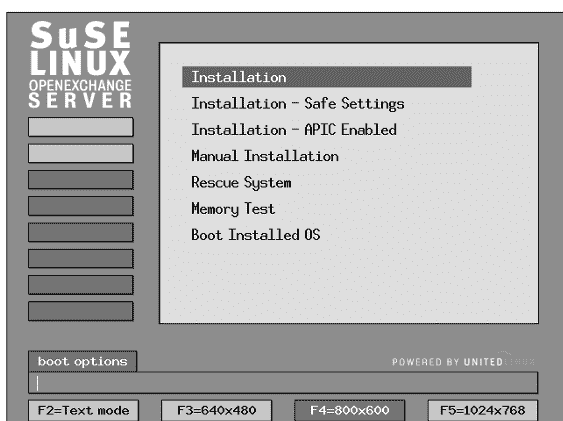 SuSE
LINUX
OPENEXCHANGE
SERVER
Installation
Installation - Safe Settings
Installation - APIC Enabled
Manual Installation
Rescue System
Memory Test
Boot Installed OS
boot options
POWERED BY UNITED LINUX
F2=Text mode
F3=640x480
F4=800x600
F5=1024x768